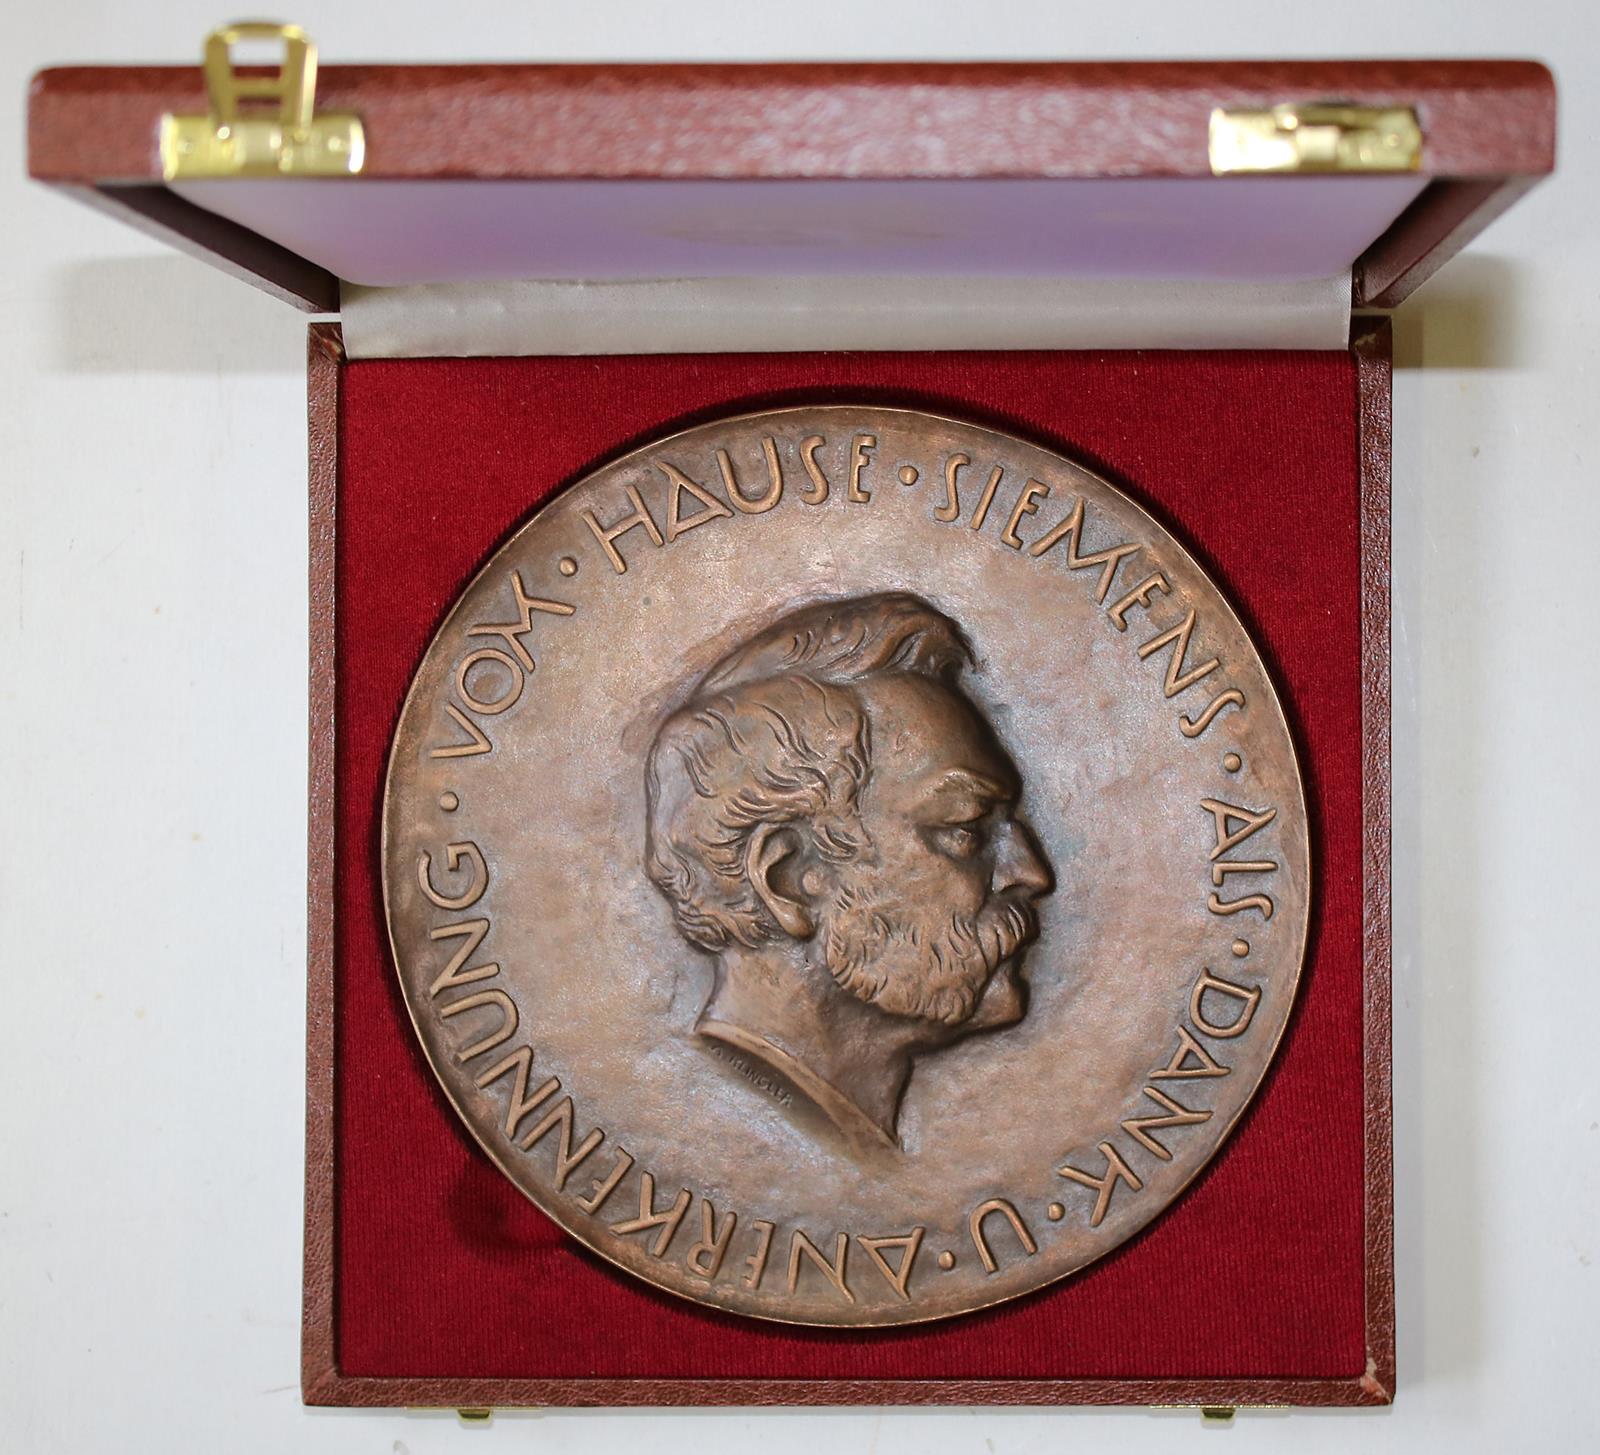 VOM · HAUSE · SIEMENS · ALS · DANK · U · ANERKENNUNG ·